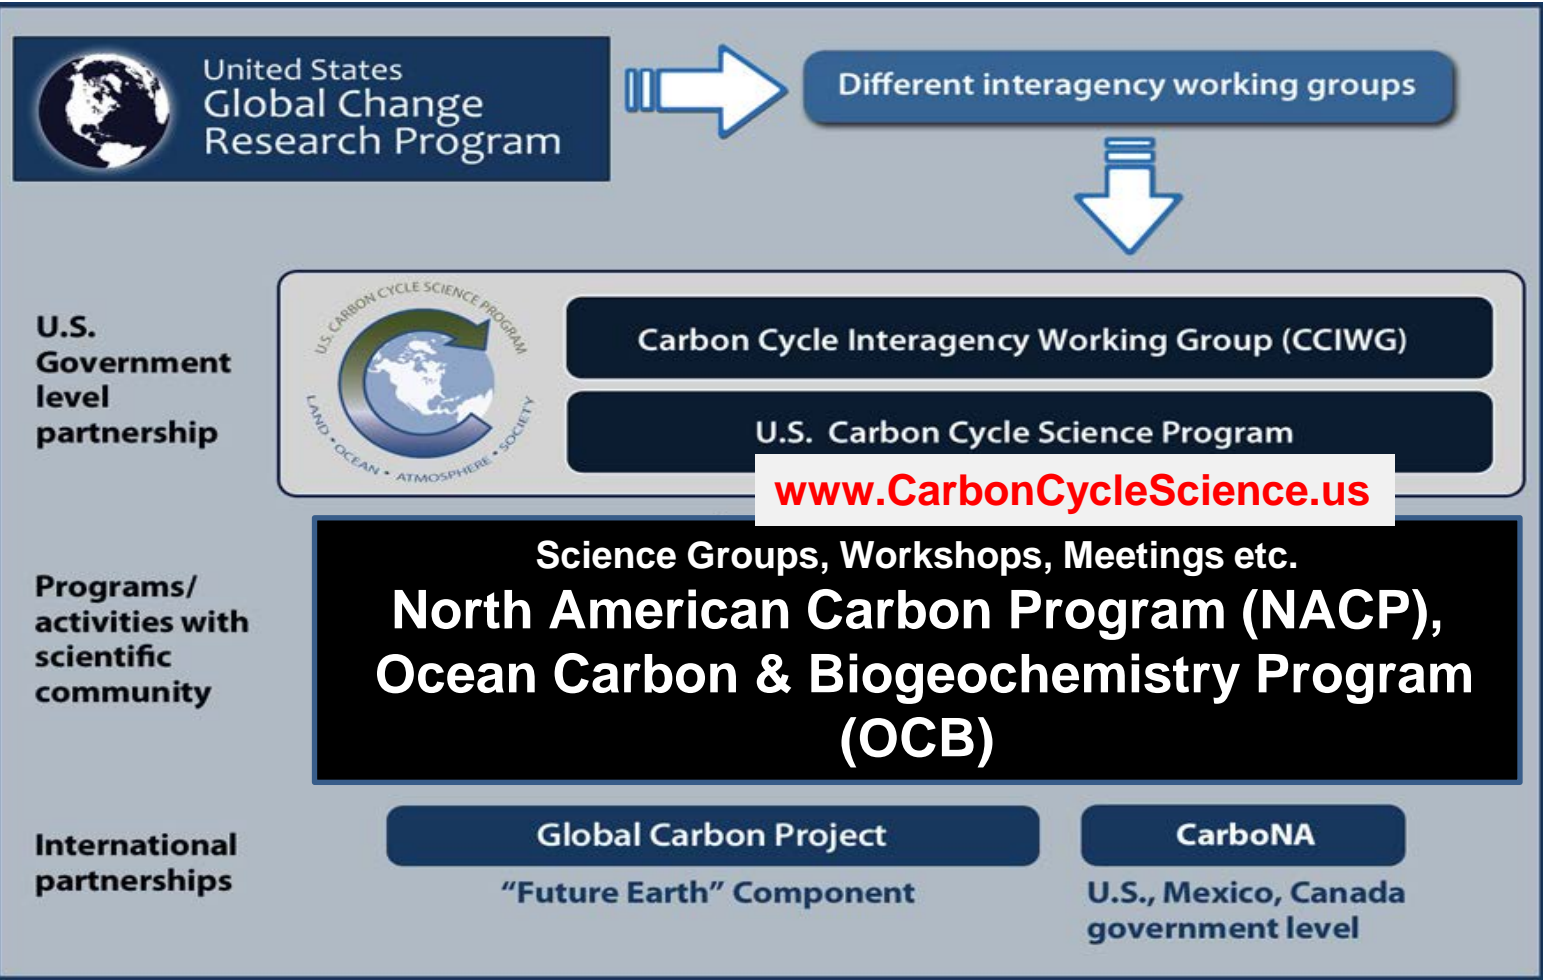 United States
Global Change
Research Program
Different interagency working groups
U.S.
Government
level
partnership
U.S. CARBON CYCLE SCIENCE PROGRAM
LAND • OCEAN • ATMOSPHERE • SOCIETY
Carbon Cycle Interagency Working Group (CCIWG)
U.S. Carbon Cycle Science Program
www.CarbonCycleScience.us
Programs/
activities with
scientific
community
Science Groups, Workshops, Meetings etc.
North American Carbon Program (NACP),
Ocean Carbon & Biogeochemistry Program
(OCB)
International
partnerships
Global Carbon Project
“Future Earth” Component
CarboNA
U.S., Mexico, Canada
government level